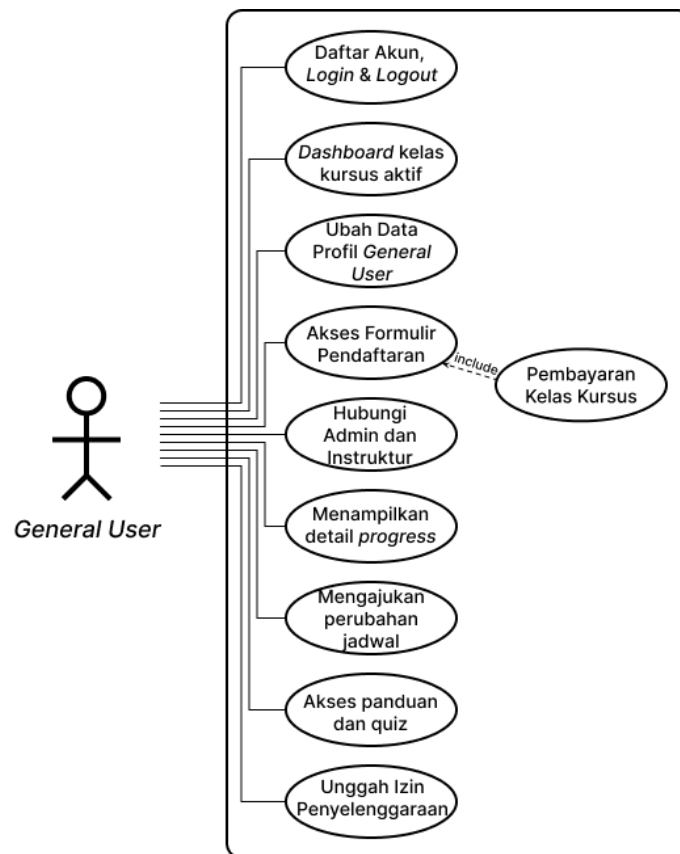 Daftar Akun,
Login & Logout
Dashboard kelas
kursus aktif
Ubah Data
Profil General
User
Akses Formulir
Pendaftaran
include
Pembayaran
Kelas Kursus
Hubungi
Admin dan
Instruktur
General User
Menampilkan
detail progress
Mengajukan
perubahan
jadwal
Akses panduan
dan quiz
Unggah Izin
Penyelenggaraan